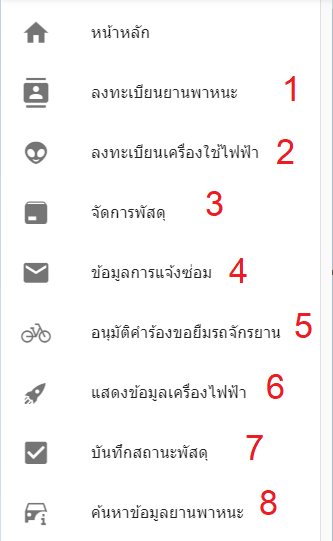 หน้าหลัก
ลงทะเบียนยานพาหนะ 1
ลงทะเบียนเครื่องใช้ไฟฟ้า 2
จัดการพัสดุ 3
ข้อมูลการแจ้งซ่อม 4
อนุมัติคำร้องขอยืมรถจักรยาน 5
แสดงข้อมูลเครื่องไฟฟ้า 6
บันทึกสถานะพัสดุ 7
ค้นหาข้อมูลยานพาหนะ 8